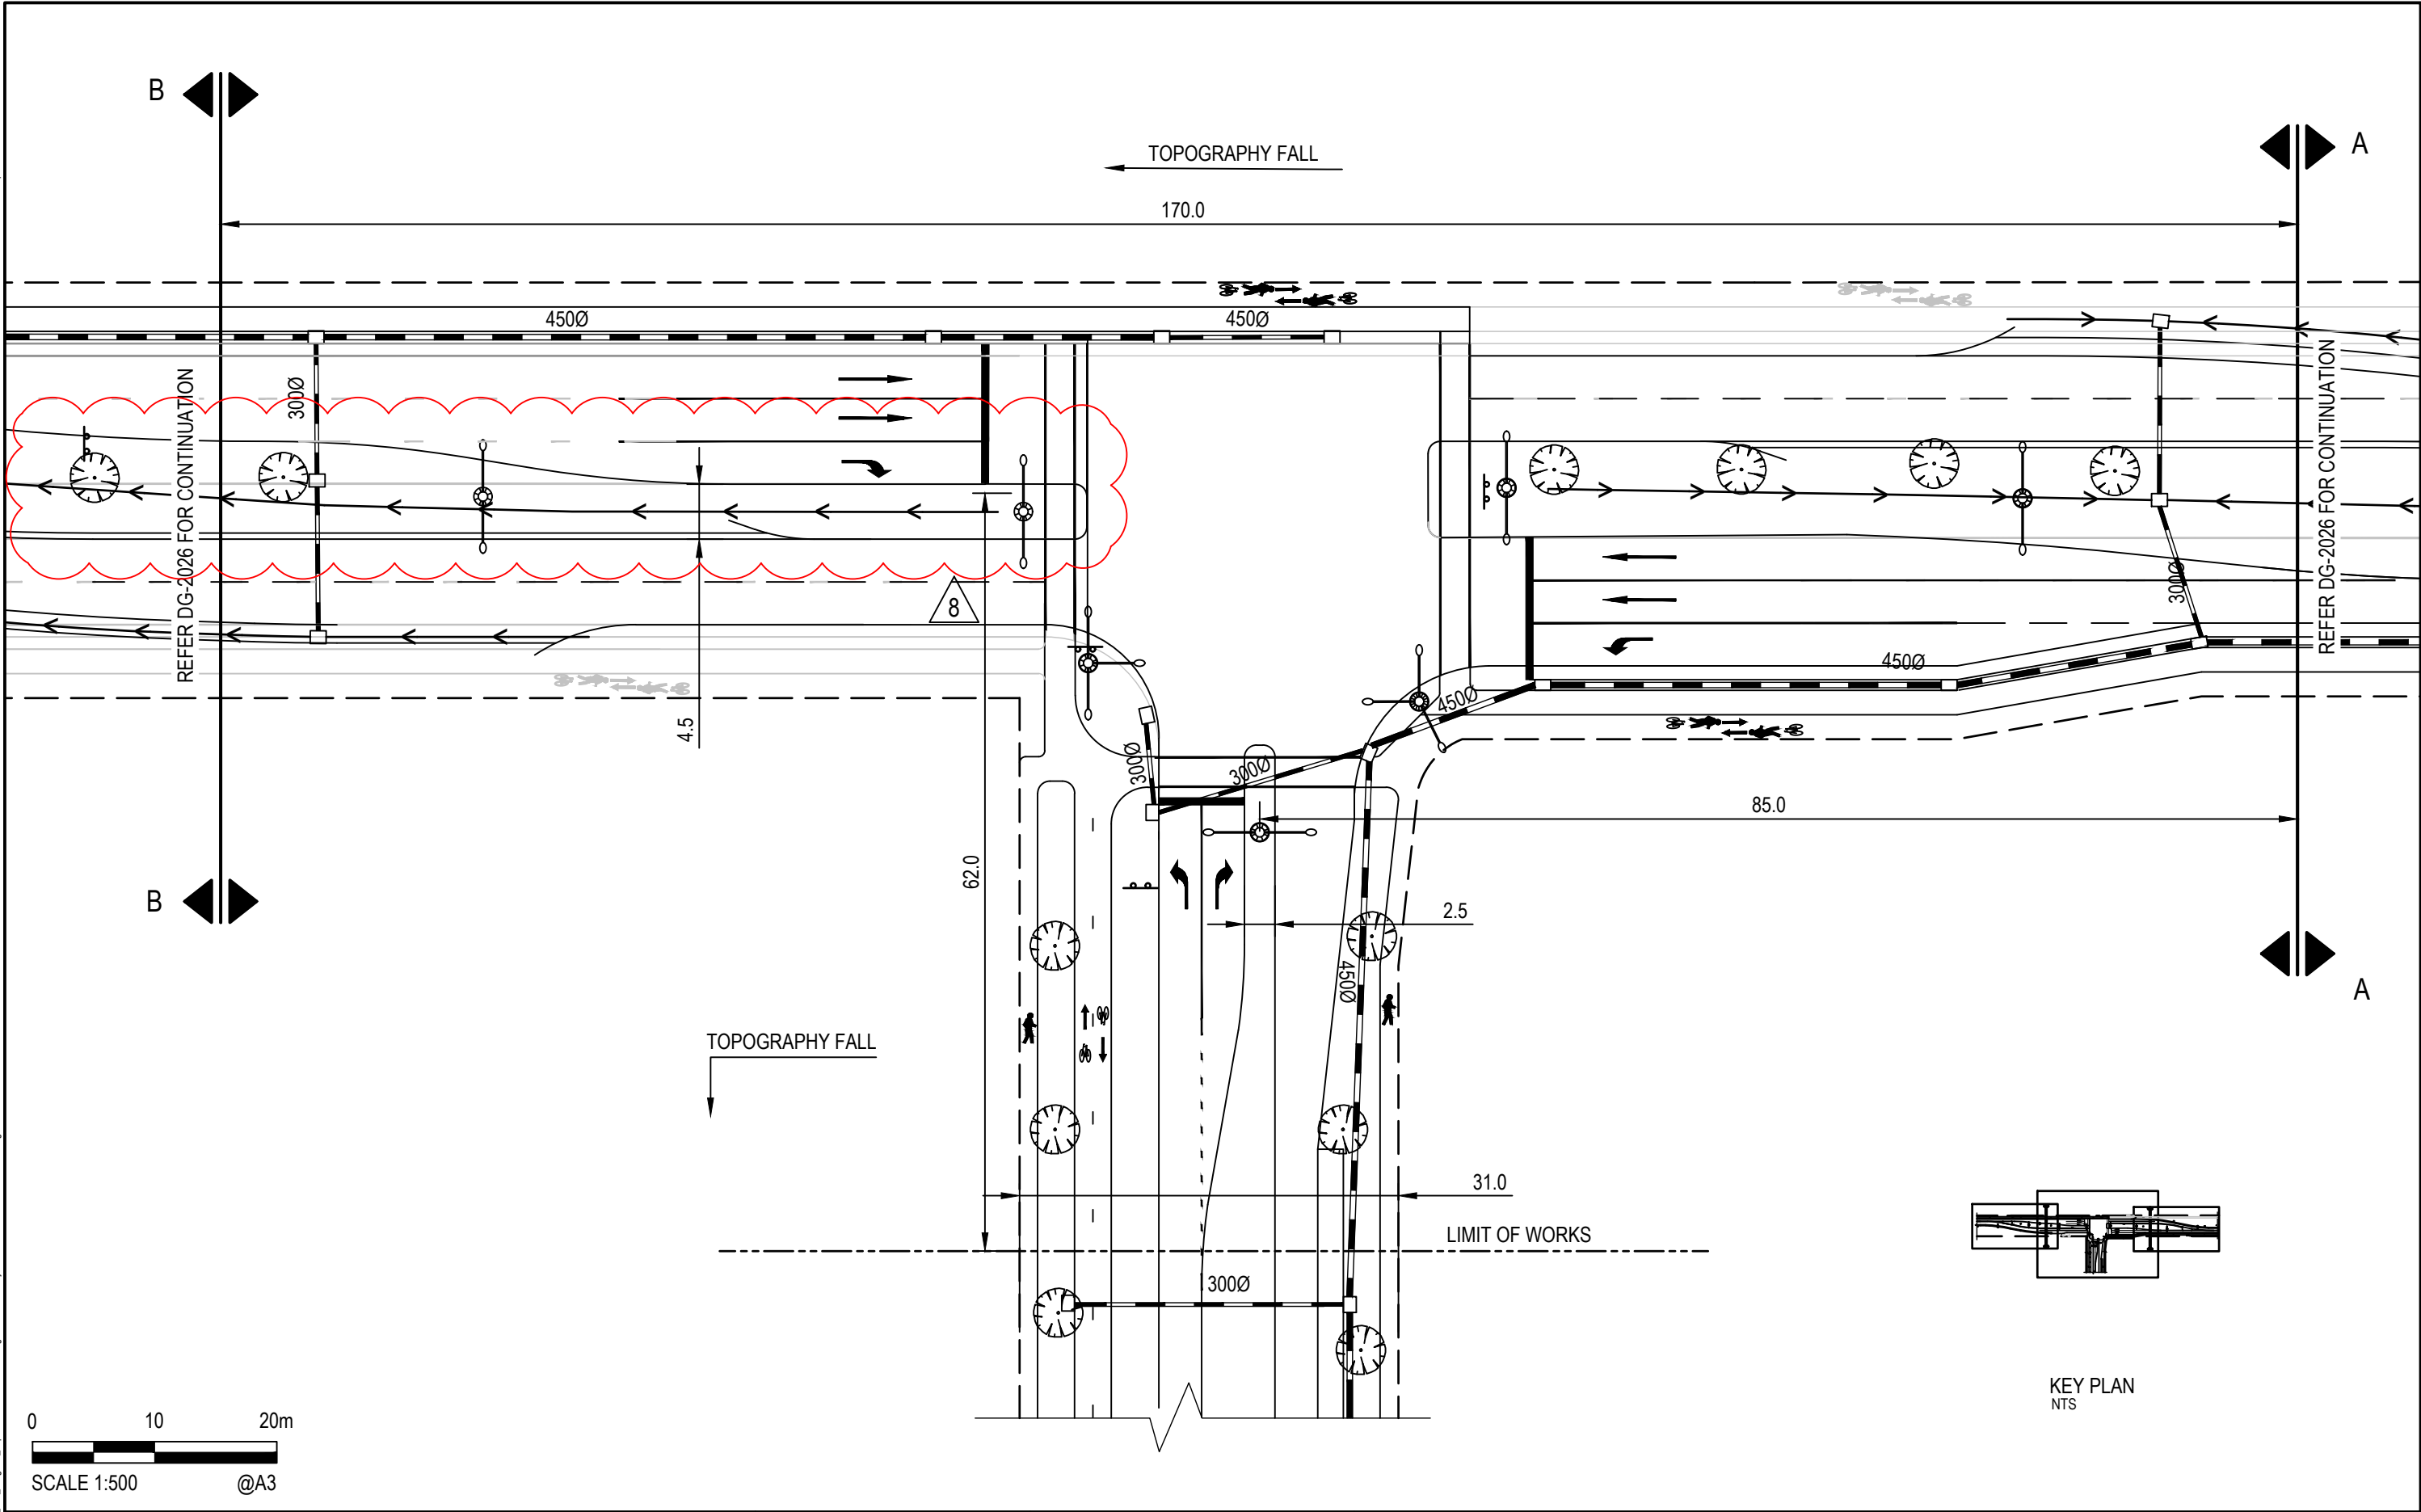 B
A
TOPOGRAPHY FALL
170.0
450Ø
450Ø
300Ø
REFER DG-2026 FOR CONTINUATION
REFER DG-2026 FOR CONTINUATION
8
300Ø
4.5
450Ø
450Ø
300Ø
300Ø
85.0
62.0
B
2.5
450Ø
A
TOPOGRAPHY FALL
31.0
LIMIT OF WORKS
300Ø
KEY PLAN
NTS
0 10 20m
SCALE 1:500 @A3